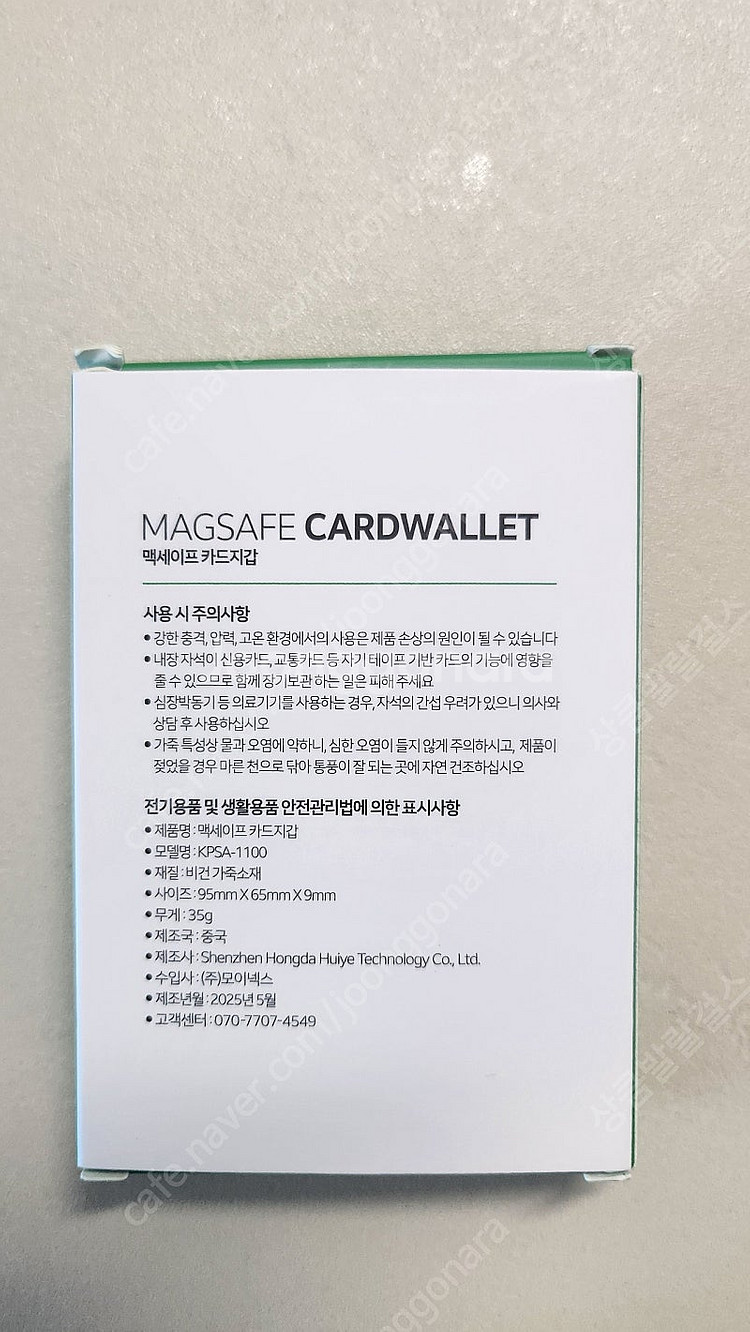 MAGSAFE CARDWALLET
맥세이프 카드지갑
사용 시 주의사항
• 강한 충격, 압력, 고온 환경에서의 사용은 제품 손상의 원인이 될 수 있습니다
• 내장 자석이 신용카드, 교통카드 등 자기 테이프 기반 카드의 기능에 영향을
줄 수 있으므로 함께 장기보관 하는 일은 피해 주세요
• 심장박동기 등 의료기기를 사용하는 경우, 자석의 간섭 우려가 있으니 의사와
상담 후 사용하십시오
• 가죽 특성상 물과 오염에 약하니, 심한 오염이 들지 않게 주의하시고, 제품이
젖었을 경우 마른 천으로 닦아 통풍이 잘 되는 곳에 자연 건조하십시오
전기용품 및 생활용품 안전관리법에 의한 표시사항
• 제품명 : 맥세이프 카드지갑
• 모델명 : KPSA-1100
• 재질 : 비건 가죽소재
• 사이즈 : 95mm X 65mm X 9mm
• 무게 : 35g
• 제조국 : 중국
• 제조사 : Shenzhen Hongda Huiye Technology Co., Ltd.
• 수입사 : (주)모이넥스
• 제조년월 : 2025년 5월
• 고객센터 : 070-7707-4549
cafe.naver.com/joonggonara
cafe.naver.com/joonggonara